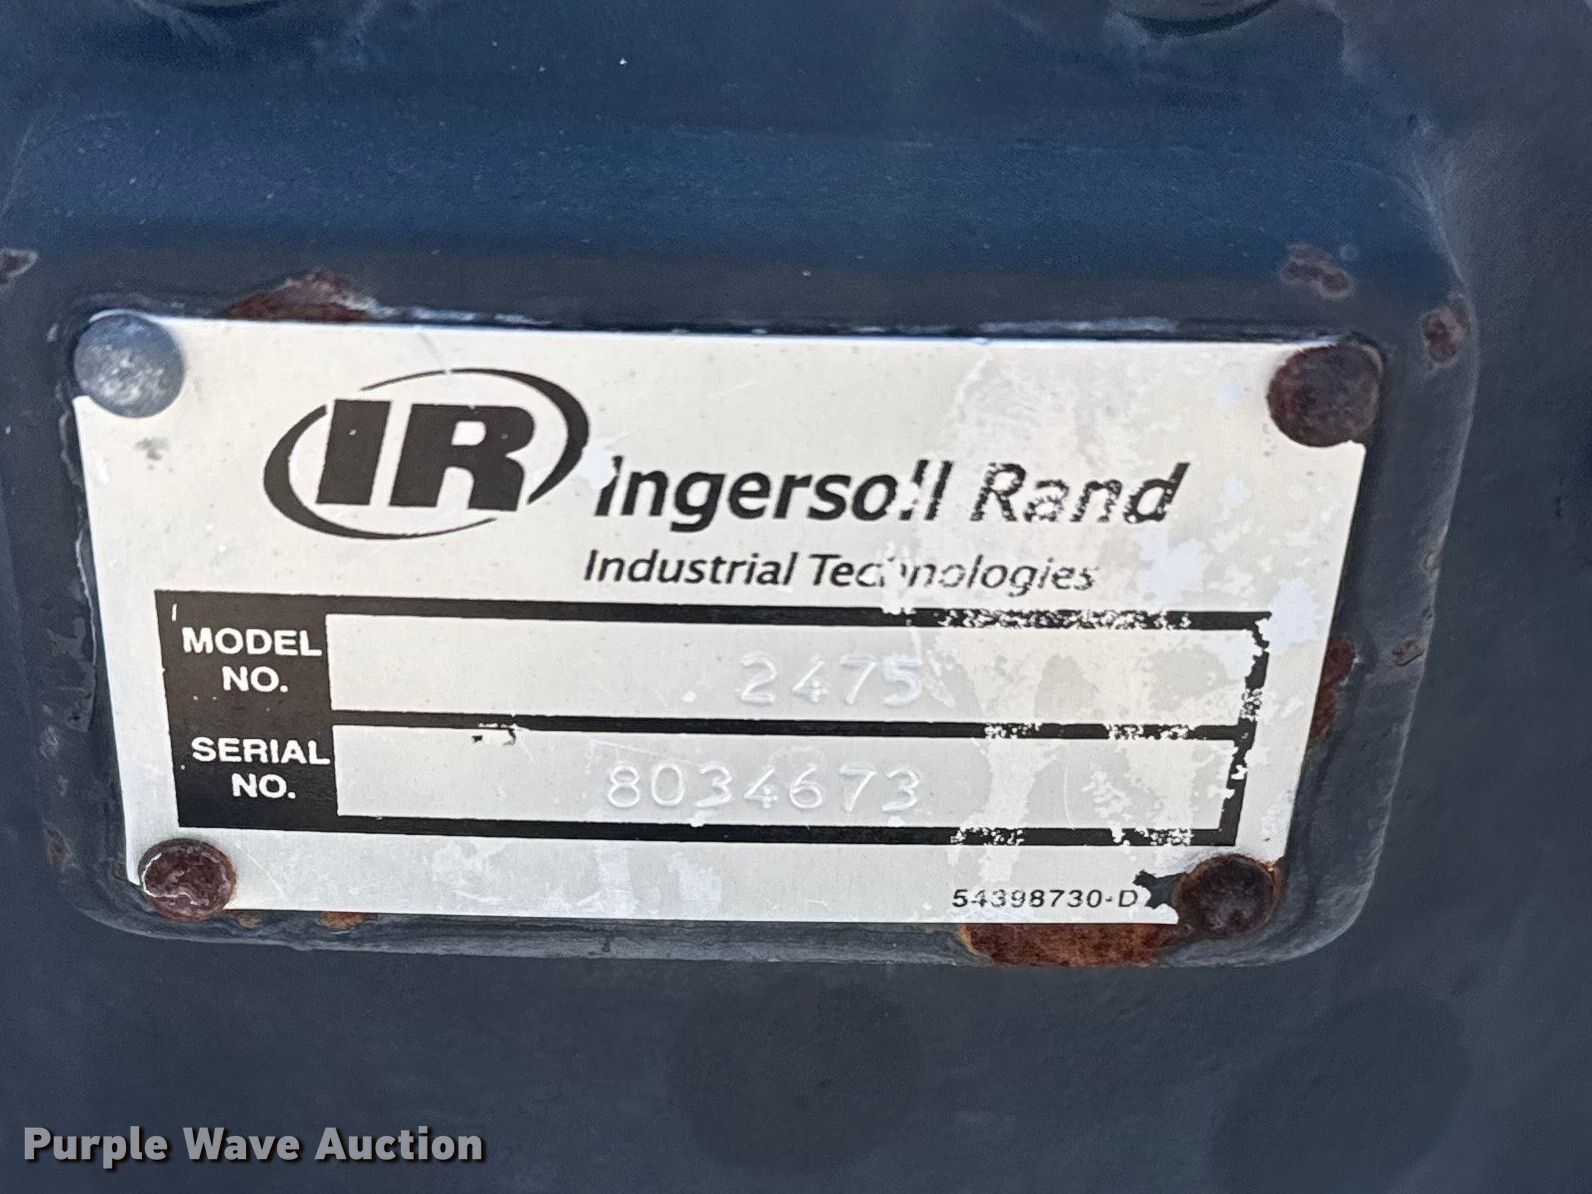 IR Ingersoll Rand
Industrial Technologies
MODEL
NO.
2475
SERIAL
NO.
8034673
54398730-D
Purple Wave Auction